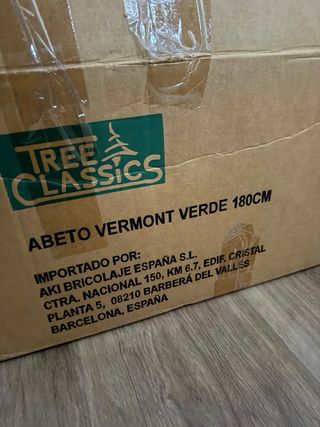 TREE
CLASSICS
ABETO VERMONT VERDE 180CM
IMPORTADO POR:
AKI BRICOLAJE ESPAÑA S.L.
CTRA. NACIONAL 150, KM 6.7, EDIF. CRISTAL
PLANTA 5, 08210 BARBERÁ DEL VALLÉS
BARCELONA, ESPAÑA